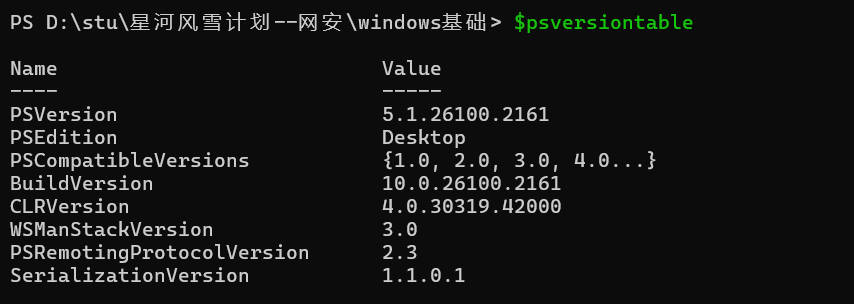 PS D:\stu\星河风雪计划--网安\windows基础> $psversiontable
Name Value
---- -----
PSVersion 5.1.26100.2161
PSEdition Desktop
PSCompatibleVersions {1.0, 2.0, 3.0, 4.0...}
BuildVersion 10.0.26100.2161
CLRVersion 4.0.30319.42000
WSManStackVersion 3.0
PSRemotingProtocolVersion 2.3
SerializationVersion 1.1.0.1